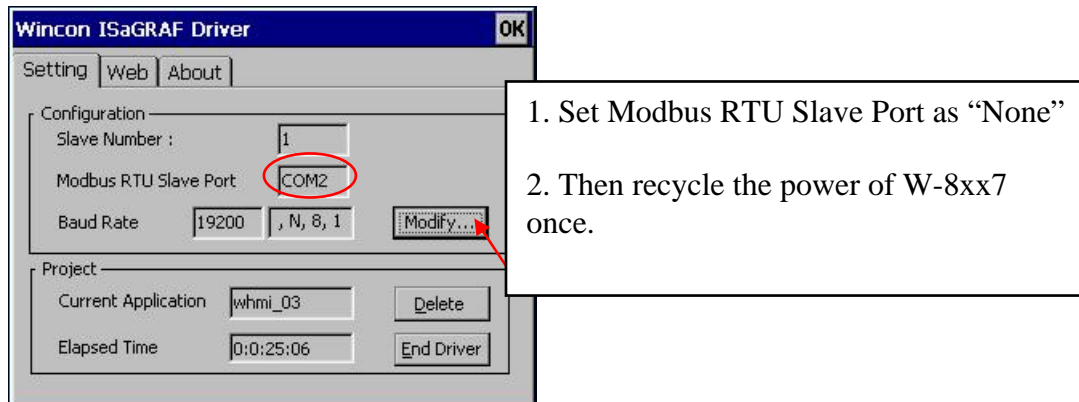 Wincon ISaGRAF Driver OK
Setting Web About
Configuration
Slave Number : 1
Modbus RTU Slave Port COM2
Baud Rate 19200 , N, 8, 1 Modify...
Project
Current Application whmi_03 Delete
Elapsed Time 0:0:25:06 End Driver
1. Set Modbus RTU Slave Port as “None”
2. Then recycle the power of W-8xx7
once.